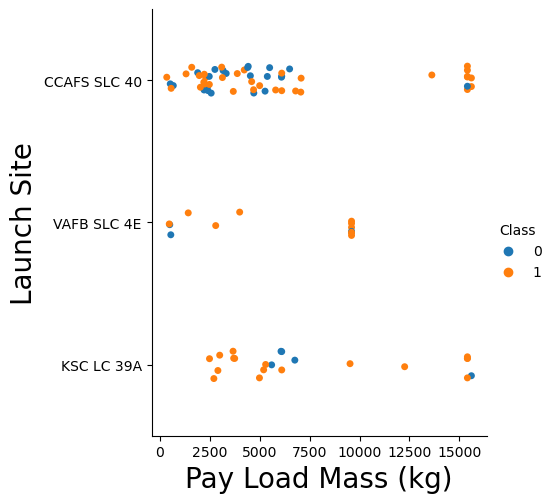 CCAFS SLC 40
VAFB SLC 4E
KSC LC 39A
Launch Site
0
2500
5000
7500
10000
12500
15000
Pay Load Mass (kg)
Class
0
1